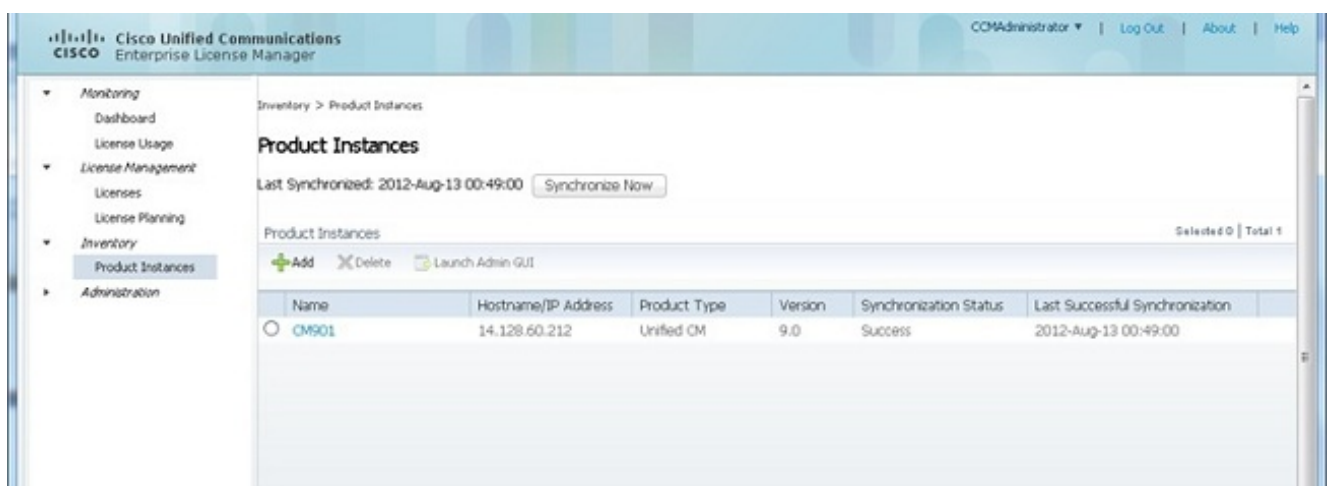 CCMAdministrator | Log Out | About | Help
CISCO Cisco Unified Communications
Enterprise License Manager
Monitoring
Dashboard
License Usage
License Management
Licenses
License Planning
Inventory
Product Instances
Administration
Inventory > Product Instances
Product Instances
Last Synchronized: 2012-Aug-13 00:49:00 Synchronize Now
Product Instances Selected 0 | Total 1
Add Delete Launch Admin GUI
Name Hostname/IP Address Product Type Version Synchronization Status Last Successful Synchronization
CM901 14.128.60.212 Unified CM 9.0 Success 2012-Aug-13 00:49:00